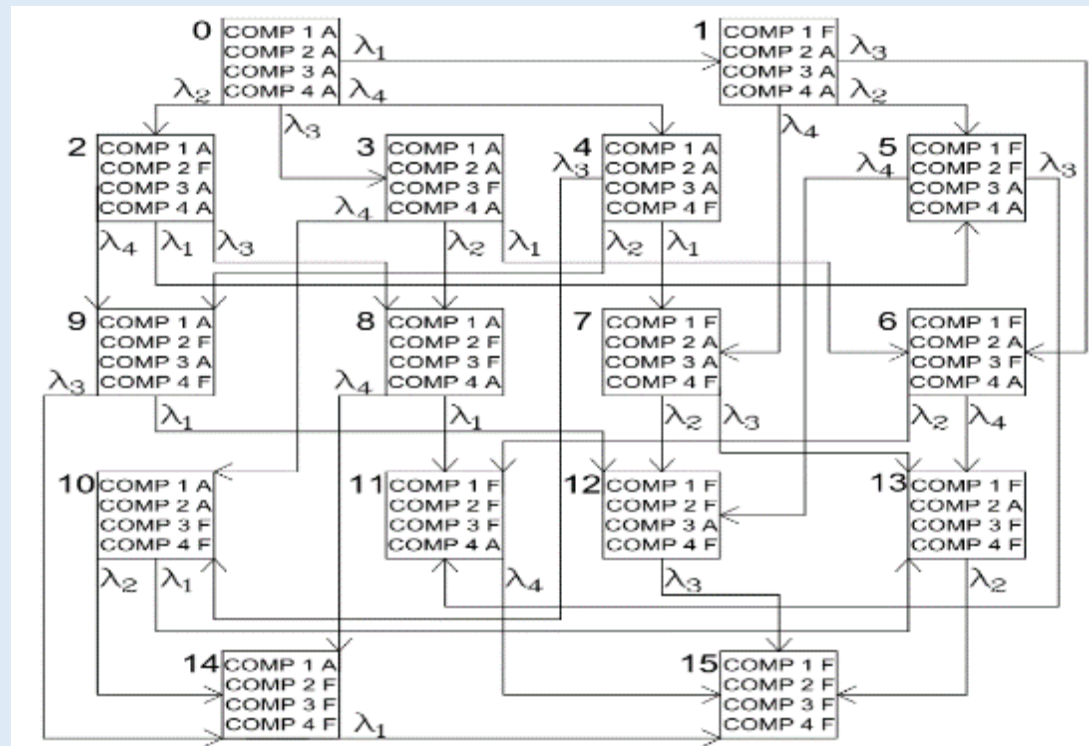 0
COMP 1 A
COMP 2 A
COMP 3 A
COMP 4 A
λ1
λ2
λ3
λ4
1
COMP 1 F
COMP 2 A
COMP 3 A
COMP 4 A
λ3
λ2
λ4
2
COMP 1 A
COMP 2 F
COMP 3 A
COMP 4 A
λ4
λ1
λ3
3
COMP 1 A
COMP 2 A
COMP 3 F
COMP 4 A
λ4
λ2
λ1
4
COMP 1 A
COMP 2 A
COMP 3 A
COMP 4 F
λ3
λ2
λ1
5
COMP 1 F
COMP 2 F
COMP 3 A
COMP 4 A
λ4
λ3
9
COMP 1 A
COMP 2 F
COMP 3 A
COMP 4 F
λ3
λ1
8
COMP 1 A
COMP 2 F
COMP 3 F
COMP 4 A
λ4
λ1
7
COMP 1 F
COMP 2 A
COMP 3 A
COMP 4 F
λ2
λ3
6
COMP 1 F
COMP 2 A
COMP 3 F
COMP 4 A
λ2
λ4
10
COMP 1 A
COMP 2 A
COMP 3 F
COMP 4 F
λ2
λ1
11
COMP 1 F
COMP 2 F
COMP 3 F
COMP 4 A
λ4
12
COMP 1 F
COMP 2 F
COMP 3 A
COMP 4 F
λ3
13
COMP 1 F
COMP 2 A
COMP 3 F
COMP 4 F
λ2
14
COMP 1 A
COMP 2 F
COMP 3 F
COMP 4 F
λ1
15
COMP 1 F
COMP 2 F
COMP 3 F
COMP 4 F